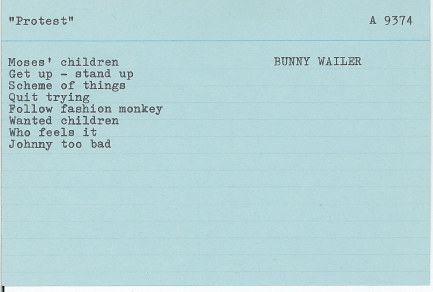 "Protest" A 9374
Moses' children BUNNY WAILER
Get up - stand up
Scheme of things
Quit trying
Follow fashion monkey
Wanted children
Who feels it
Johnny too bad